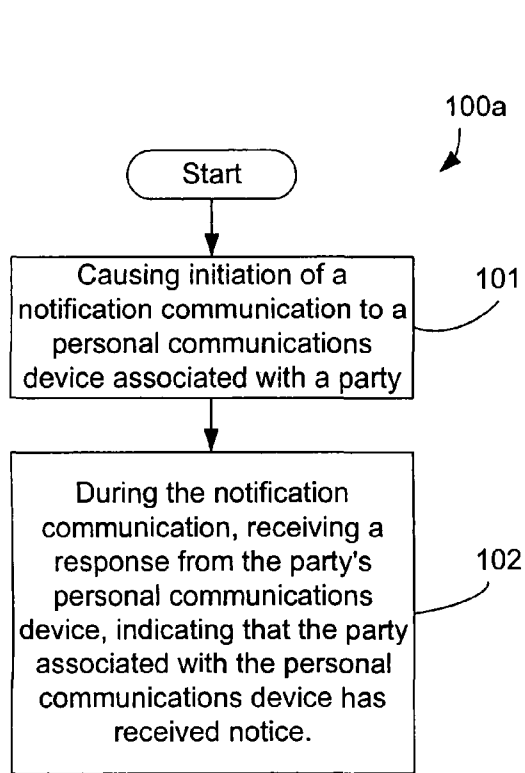 100a
Start
Causing initiation of a
notification communication to a
personal communications
device associated with a party
101
During the notification
communication, receiving a
response from the party's
personal communications
device, indicating that the party
associated with the personal
communications device has
received notice.
102